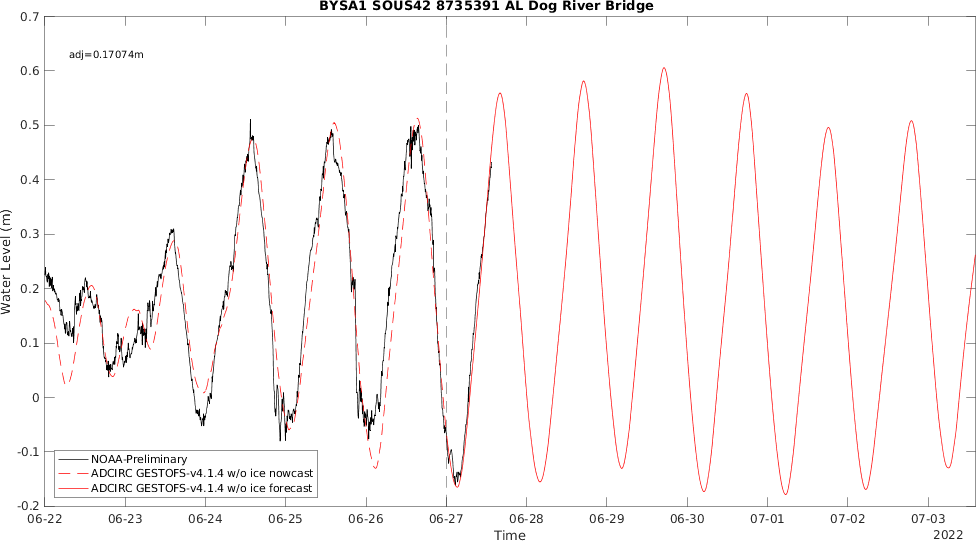 BYSA1 SOUS42 8735391 AL Dog River Bridge
adj=0.17074m
0.7
0.6
0.5
0.4
0.3
0.2
0.1
0
-0.1
-0.2
Water Level (m)
NOAA-Preliminary
ADCIRC GESTOFS-v4.1.4 w/o ice nowcast
ADCIRC GESTOFS-v4.1.4 w/o ice forecast
06-22 06-23 06-24 06-25 06-26 06-27 06-28 06-29 06-30 07-01 07-02 07-03
Time
2022